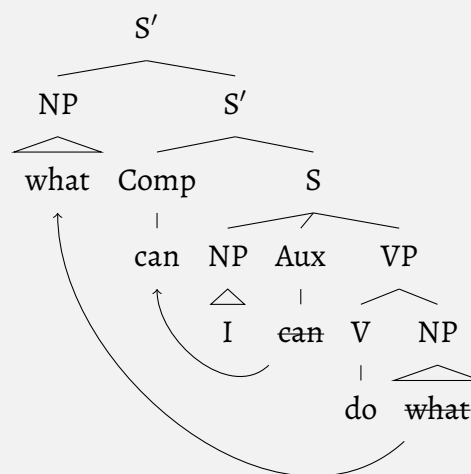 S′
NP S′
what Comp S
can NP Aux VP
I can V NP
do what